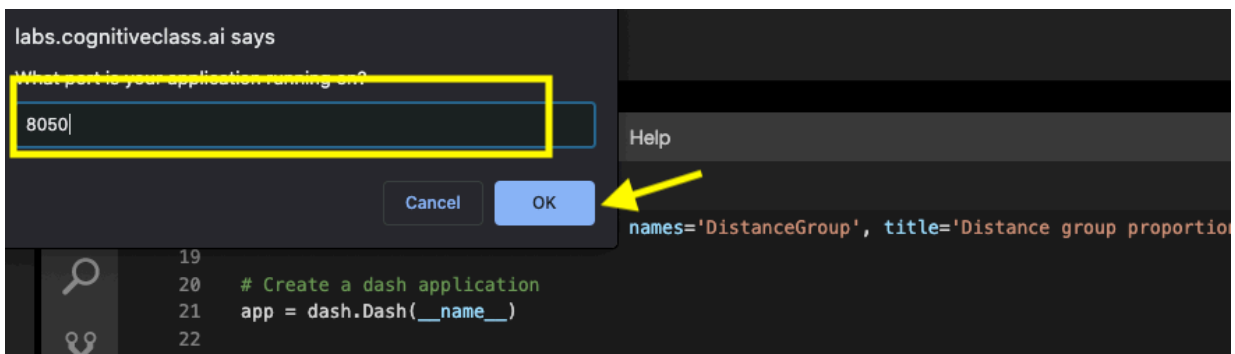 labs.cognitiveclass.ai says
What port is your application running on?
8050
Help
Cancel
OK
names='DistanceGroup', title='Distance group proportion
19
20 # Create a dash application
21 app = dash.Dash(__name__)
22